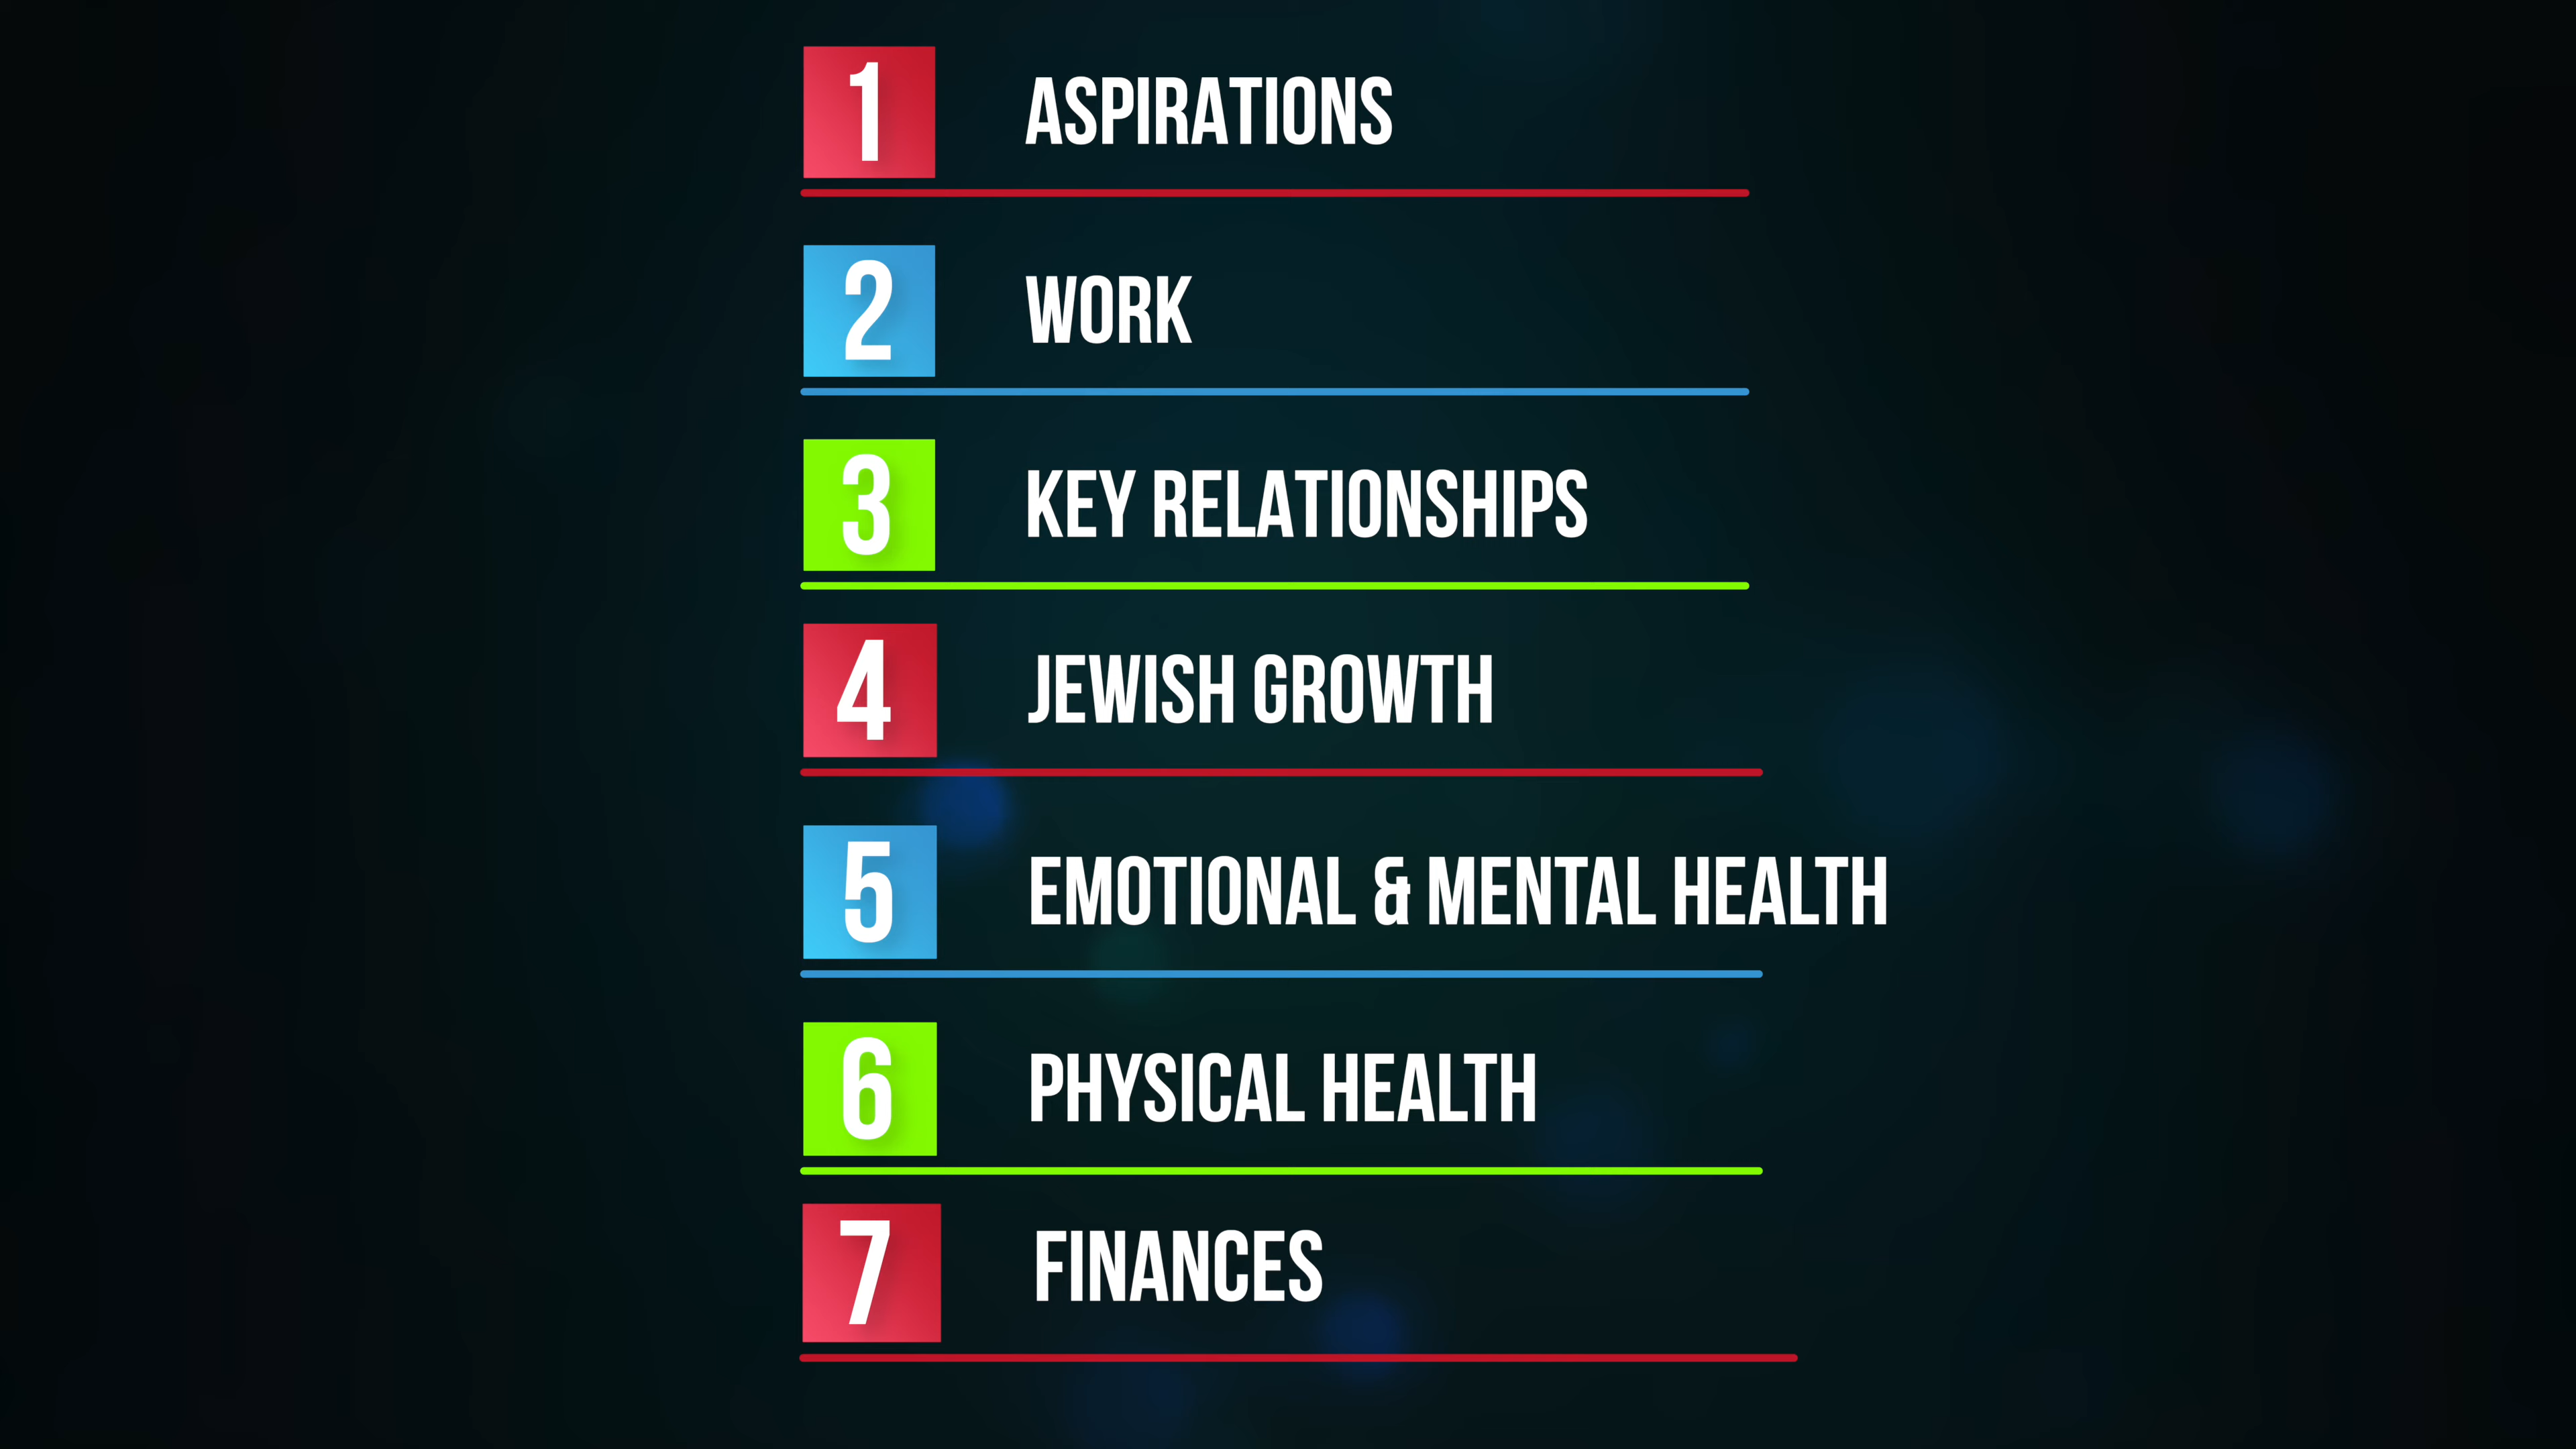 1 ASPIRATIONS
2 WORK
3 KEY RELATIONSHIPS
4 JEWISH GROWTH
5 EMOTIONAL & MENTAL HEALTH
6 PHYSICAL HEALTH
7 FINANCES